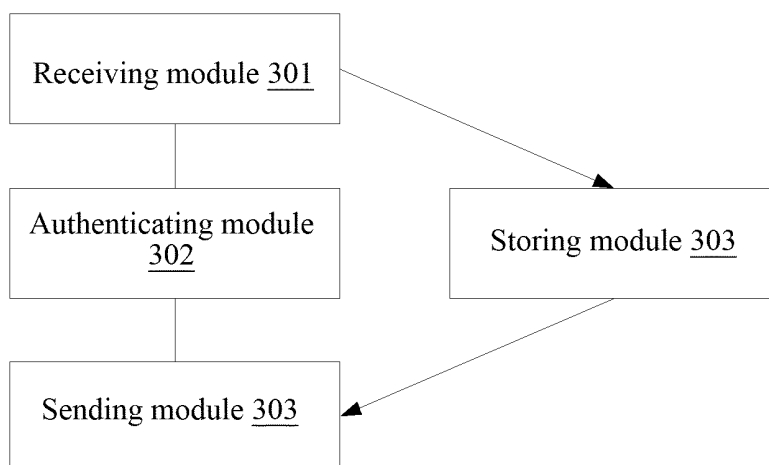 Receiving module 301
Authenticating module
302
Storing module 303
Sending module 303